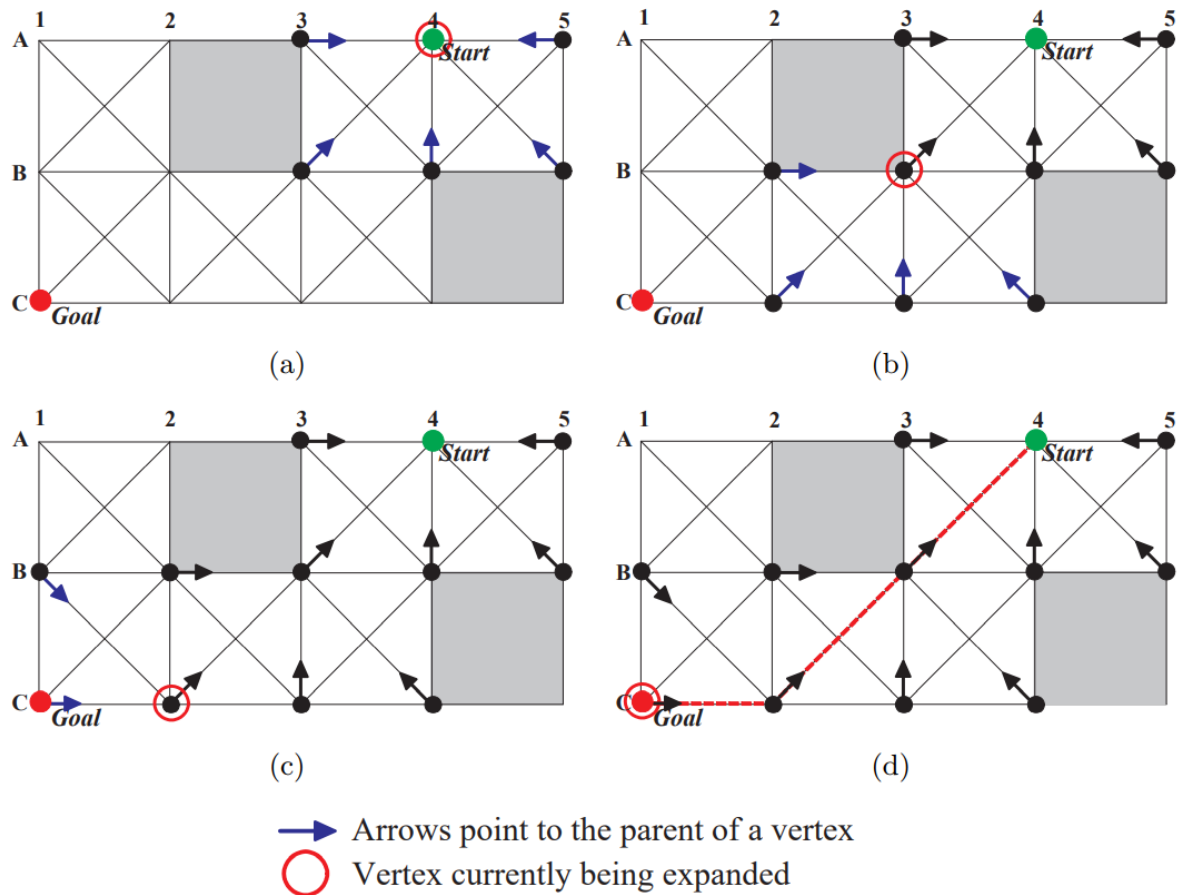 1 2 3 4 5
A
Start
B
C
Goal
(a)
1 2 3 4 5
A
Start
B
C
Goal
(b)
1 2 3 4 5
A
Start
B
C
Goal
(c)
1 2 3 4 5
A
Start
B
C
Goal
(d)
Arrows point to the parent of a vertex
Vertex currently being expanded